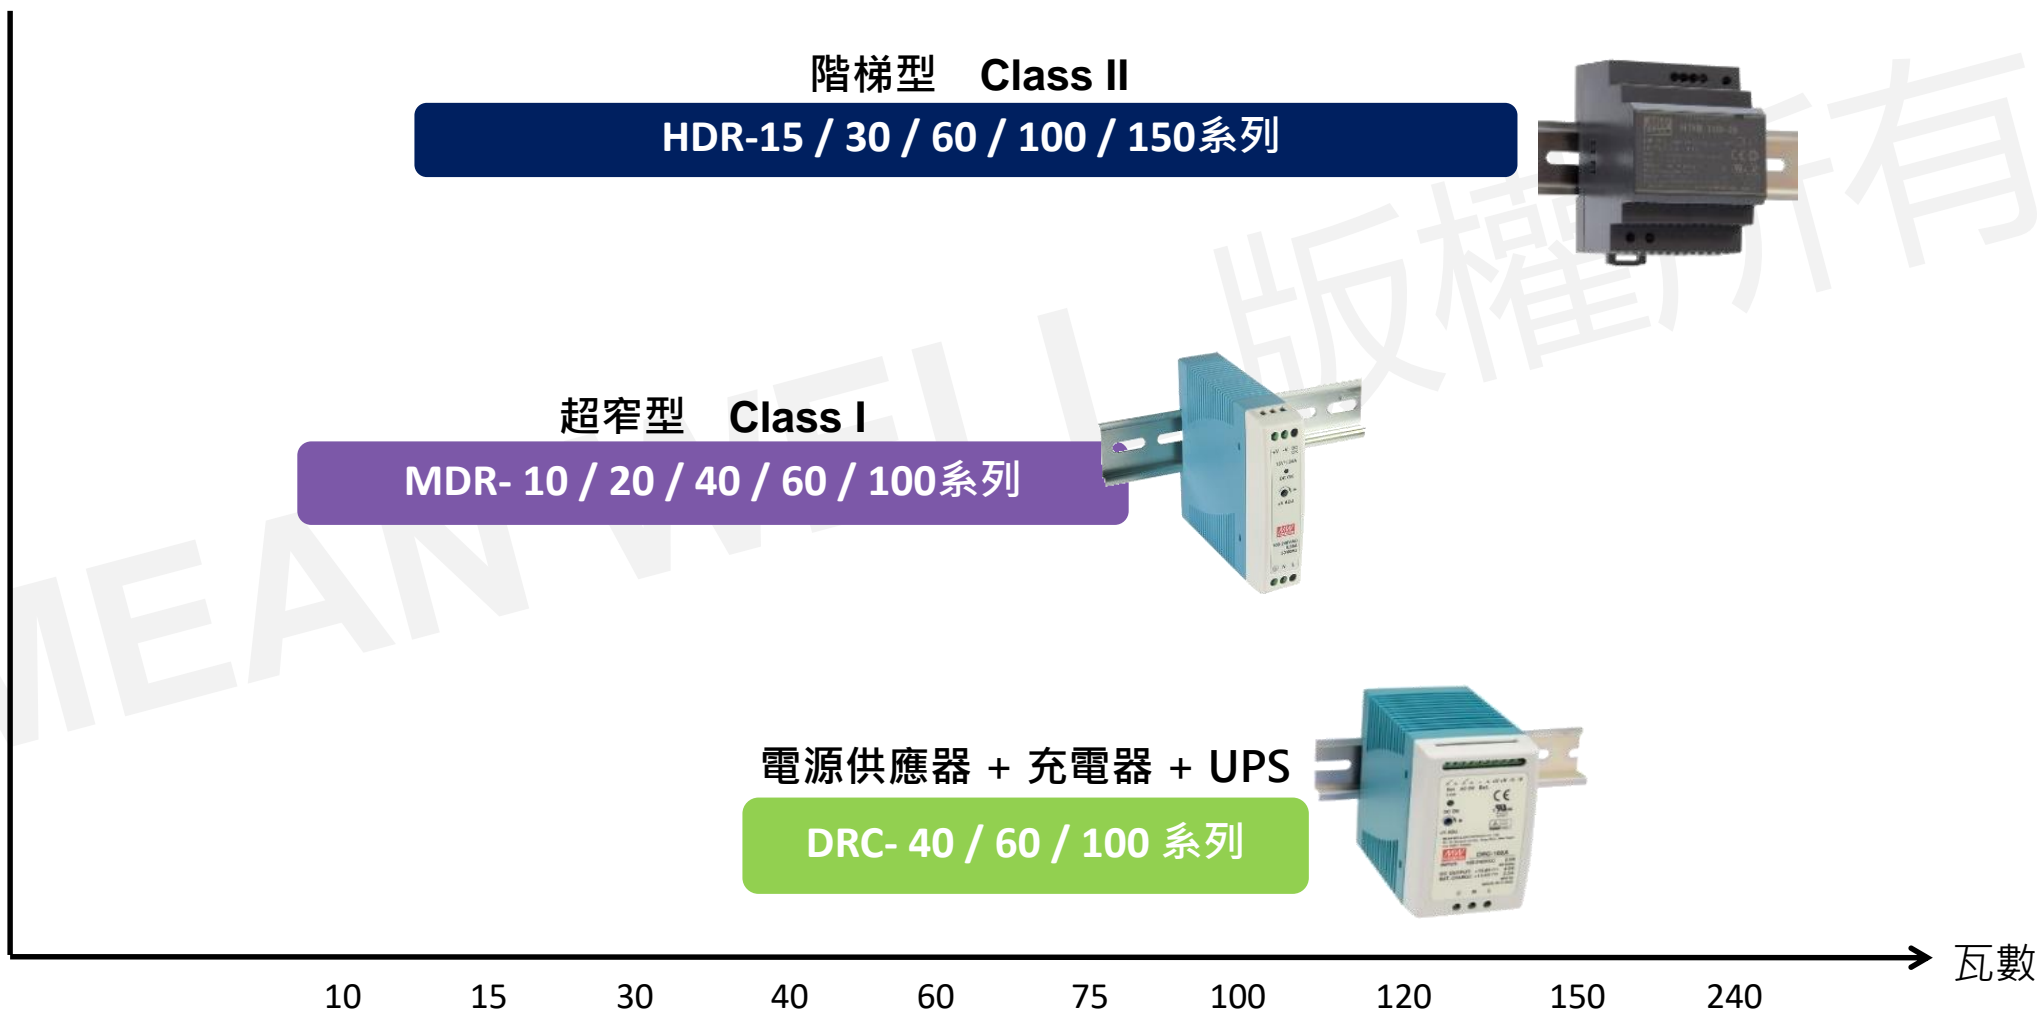 階梯型 Class II
HDR-15 / 30 / 60 / 100 / 150系列
超窄型 Class I
MDR- 10 / 20 / 40 / 60 / 100系列
電源供應器 + 充電器 + UPS
DRC- 40 / 60 / 100 系列
瓦數
10 15 30 40 60 75 100 120 150 240
MEAN WELL 版權所有